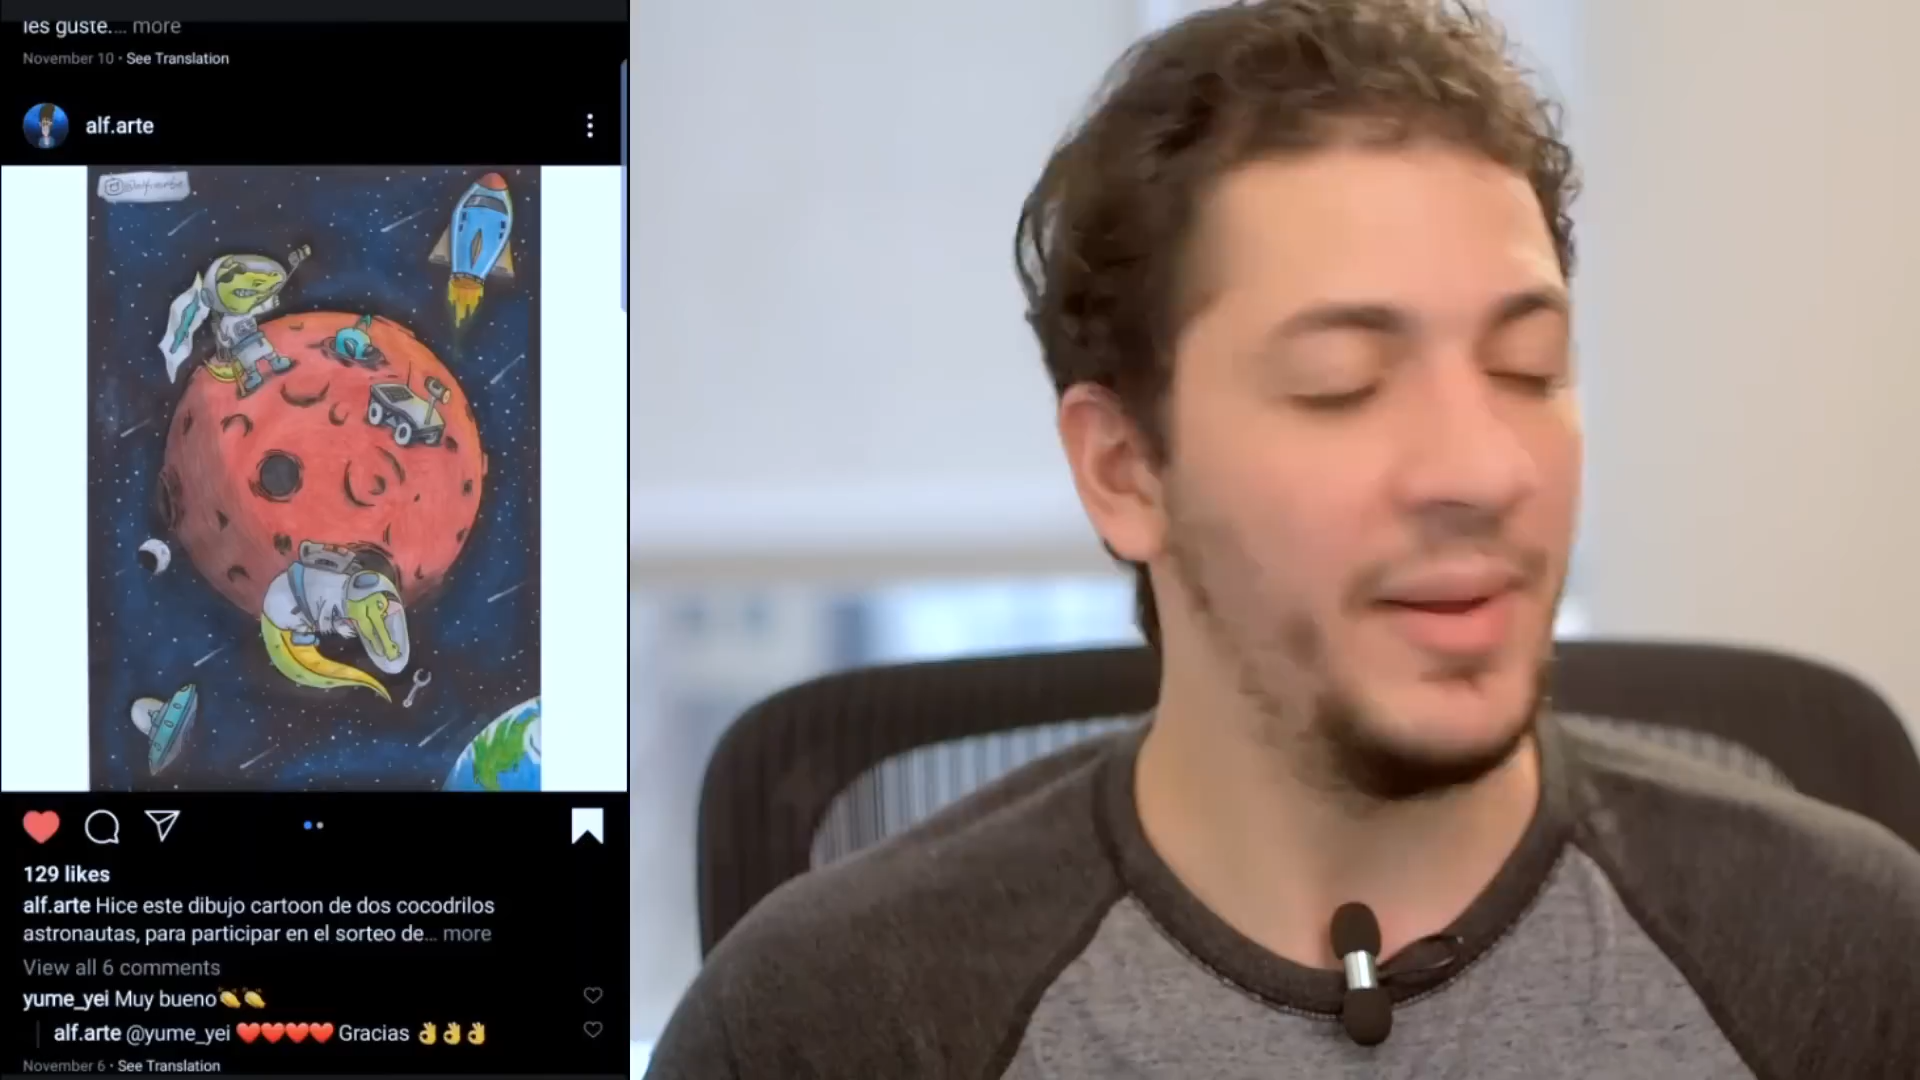 les guste.... more
November 10 • See Translation
alf.arte
129 likes
alf.arte Hice este dibujo cartoon de dos cocodrilos
astronautas, para participar en el sorteo de... more
View all 6 comments
yume_yei Muy bueno👏👏
alf.arte @yume_yei ❤️❤️❤️❤️ Gracias 👌👌👌
November 6 • See Translation